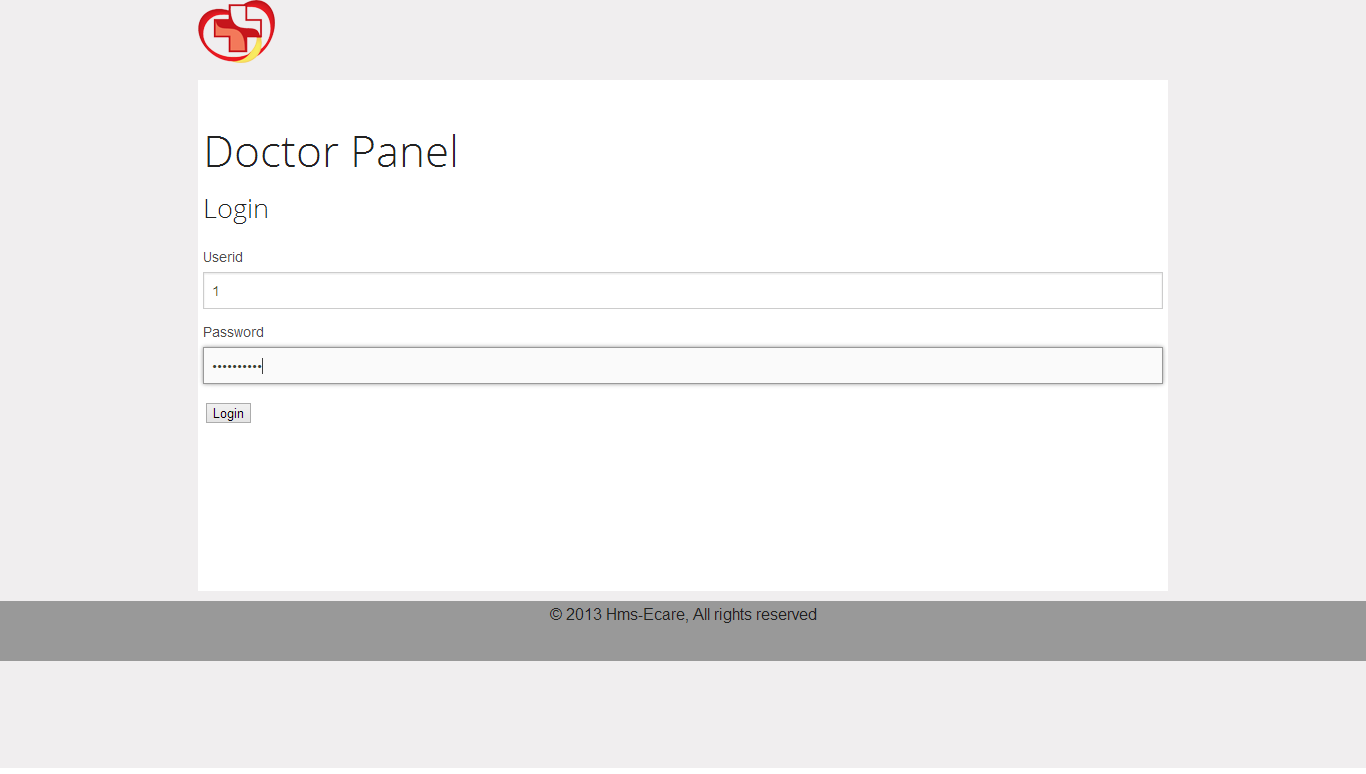 Doctor Panel
Login
Userid
1
Password
••••••••••
Login
© 2013 Hms-Ecare, All rights reserved